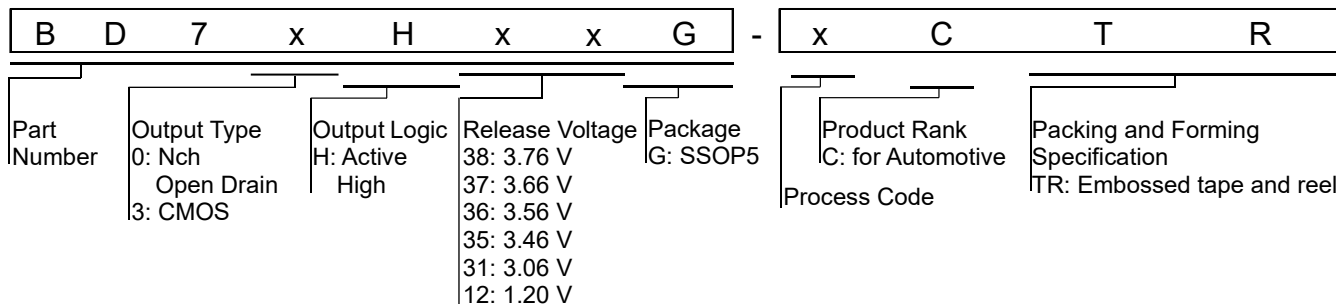 B D 7 x H x x G - x C T R
Part
Number
Output Type
0: Nch
Open Drain
3: CMOS
Output Logic
H: Active
High
Release Voltage
38: 3.76 V
37: 3.66 V
36: 3.56 V
35: 3.46 V
31: 3.06 V
12: 1.20 V
Package
G: SSOP5
Process Code
Product Rank
C: for Automotive
Packing and Forming
Specification
TR: Embossed tape and reel